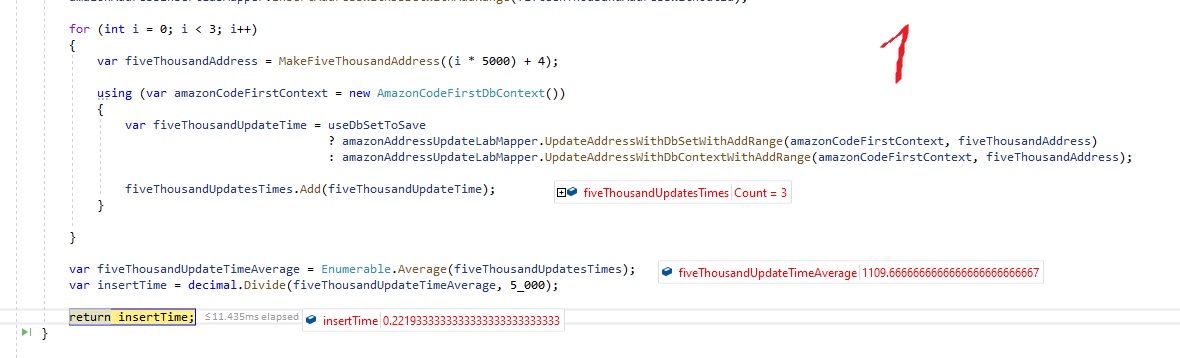 for (int i = 0; i < 3; i++)
1
{
var fiveThousandAddress = MakeFiveThousandAddress((i * 5000) + 4);
using (var amazonCodeFirstContext = new AmazonCodeFirstDbContext())
{
var fiveThousandUpdateTime = useDbSetToSave
? amazonAddressUpdateLabMapper.UpdateAddressWithDbSetWithAddRange(amazonCodeFirstContext, fiveThousandAddress)
: amazonAddressUpdateLabMapper.UpdateAddressWithDbContextWithAddRange(amazonCodeFirstContext, fiveThousandAddress);
fiveThousandUpdatesTimes.Add(fiveThousandUpdateTime); fiveThousandUpdatesTimes Count = 3
}
}
var fiveThousandUpdateTimeAverage = Enumerable.Average(fiveThousandUpdatesTimes); fiveThousandUpdateTimeAverage 1109.6666666666666666666666667
var insertTime = decimal.Divide(fiveThousandUpdateTimeAverage, 5_000);
return insertTime; ≤11.435ms elapsed insertTime 0.2219333333333333333333333333
}